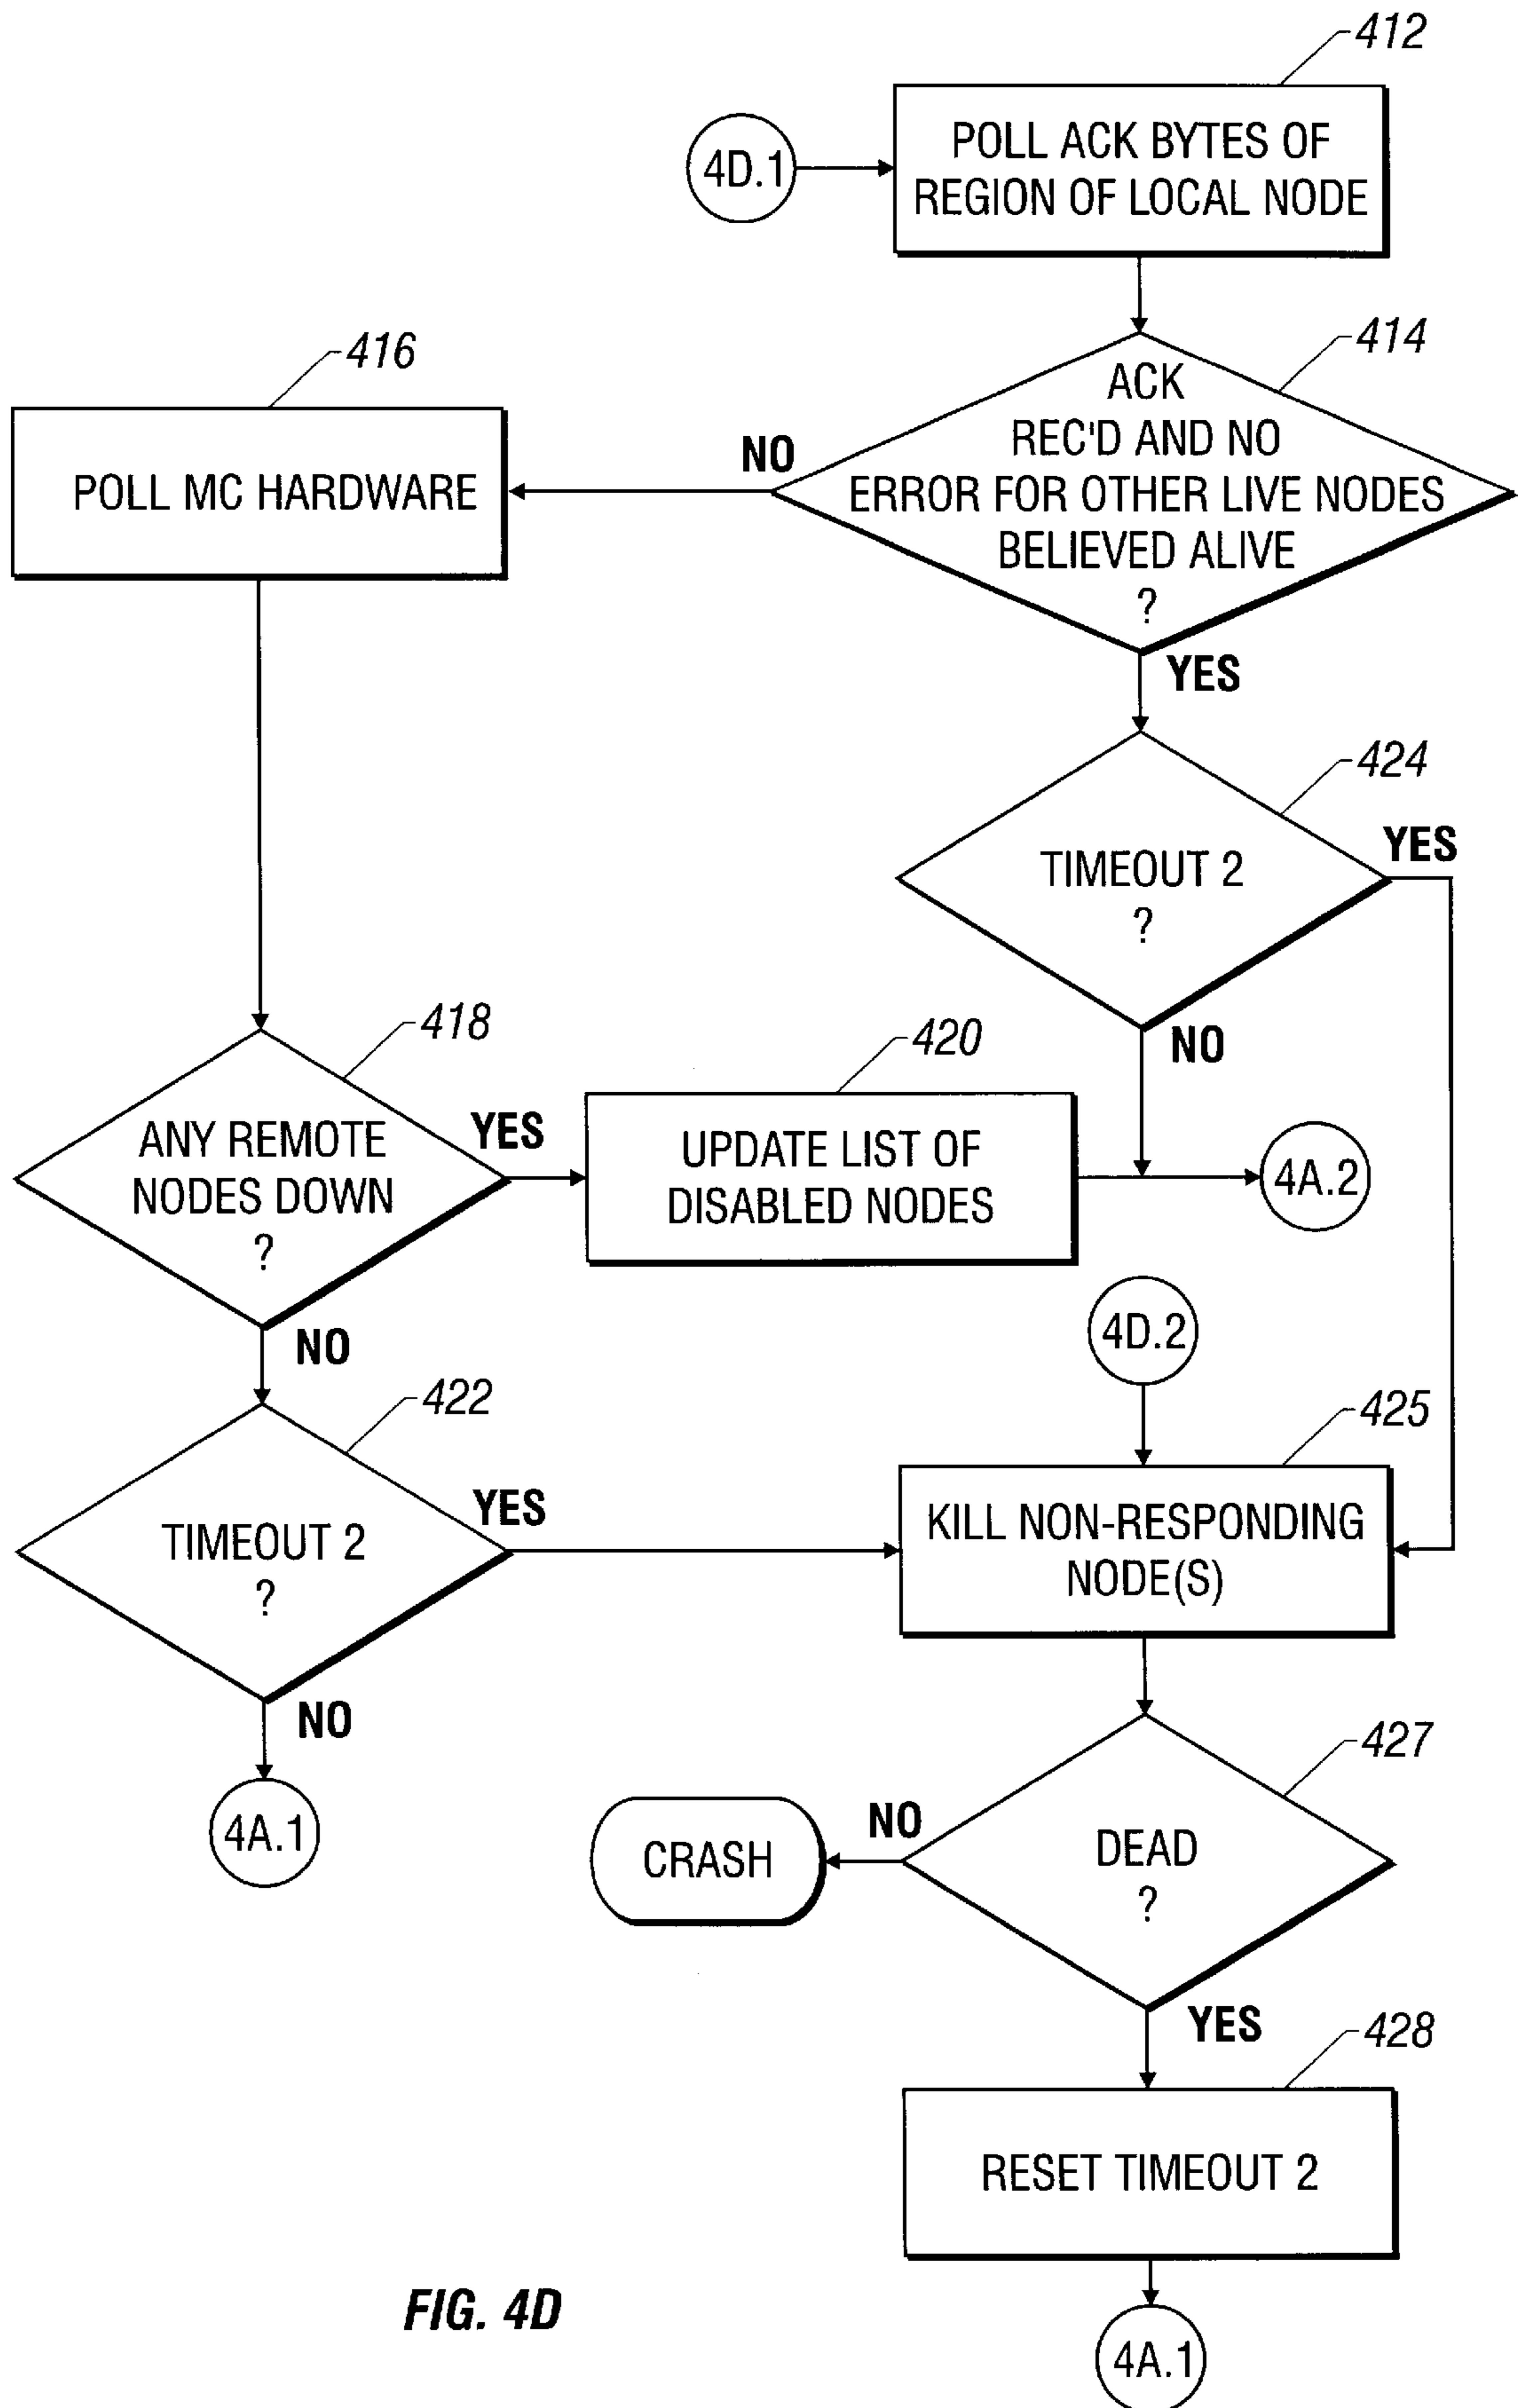 412
4D.1
POLL ACK BYTES OF
REGION OF LOCAL NODE
416
414
ACK
REC'D AND NO
ERROR FOR OTHER LIVE NODES
BELIEVED ALIVE
?
NO
POLL MC HARDWARE
YES
424
TIMEOUT 2
?
YES
NO
418
ANY REMOTE
NODES DOWN
?
YES
420
UPDATE LIST OF
DISABLED NODES
4A.2
NO
4D.2
422
TIMEOUT 2
?
YES
425
KILL NON-RESPONDING
NODE(S)
NO
4A.1
427
DEAD
?
NO
CRASH
YES
428
RESET TIMEOUT 2
4A.1
FIG. 4D